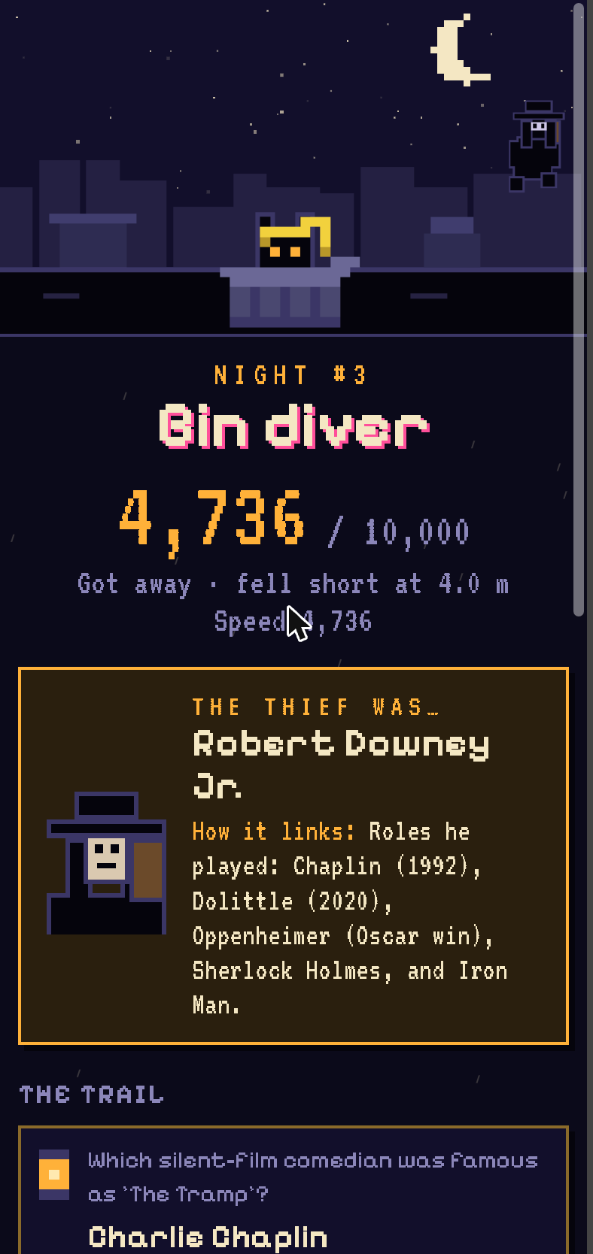 NIGHT #3
Bin diver
4,736 / 10,000
Got away · fell short at 4.0 m
Speed 4,736
THE THIEF WAS…
Robert Downey
Jr.
How it links: Roles he
played: Chaplin (1992),
Dolittle (2020),
Oppenheimer (Oscar win),
Sherlock Holmes, and Iron
Man.
THE TRAIL
Which silent-film comedian was famous
as 'The Tramp'?
Charlie Chaplin